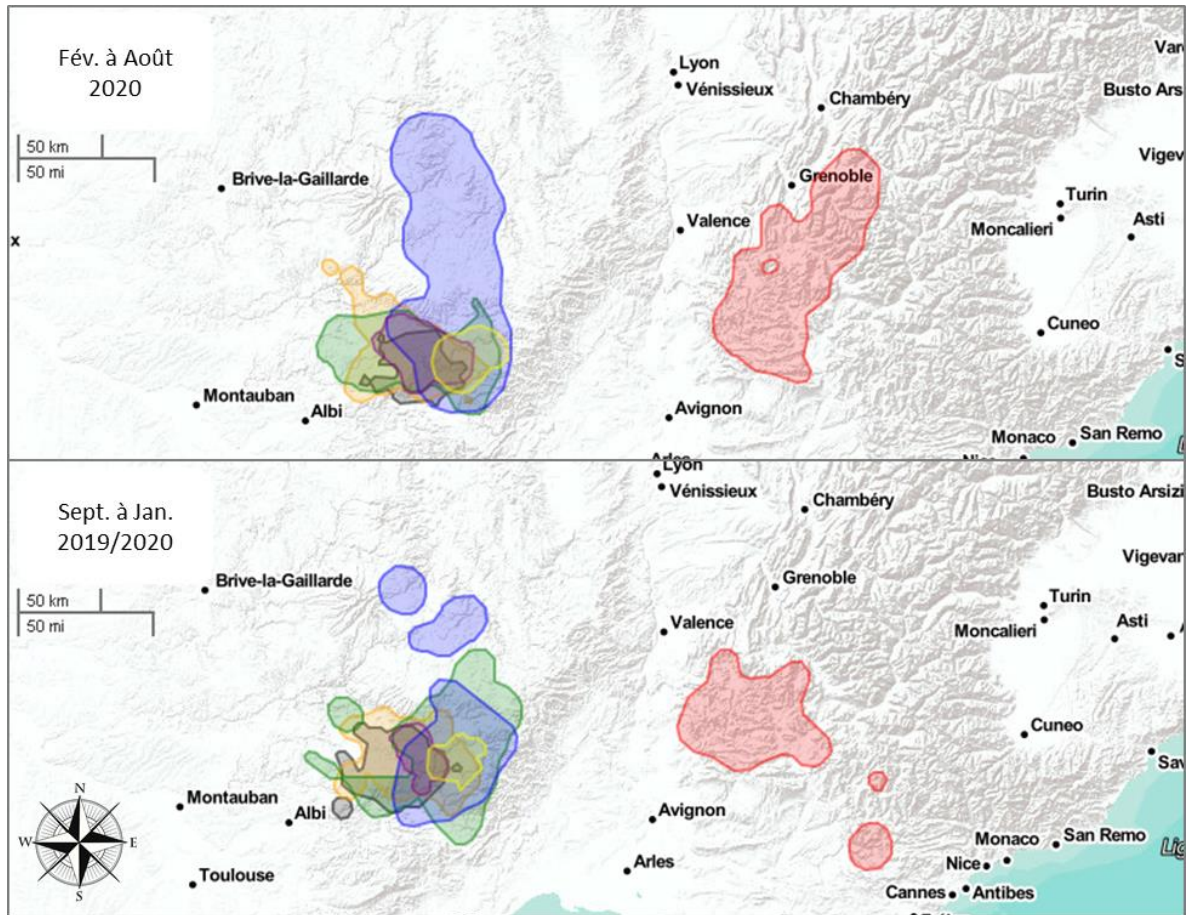 Fév. à Août
2020
Lyon
Vénissieux
Chambéry
Busto Ars
50 km
50 mi
Vigev
Brive-la-Gaillarde
Grenoble
Turin
Valence
Moncalieri
Asti
x
Cuneo
Montauban
Albi
Avignon
Monaco
San Remo
Sept. à Jan.
2019/2020
Lyon
Vénissieux
Chambéry
Busto Arsizi
50 km
50 mi
Vigevar
Brive-la-Gaillarde
Grenoble
Turin
Valence
Moncalieri
Asti
Cuneo
Sav
Montauban
Albi
Avignon
N
W
E
S
Monaco
San Remo
Lig
Nice
Toulouse
Arles
Cannes
Antibes